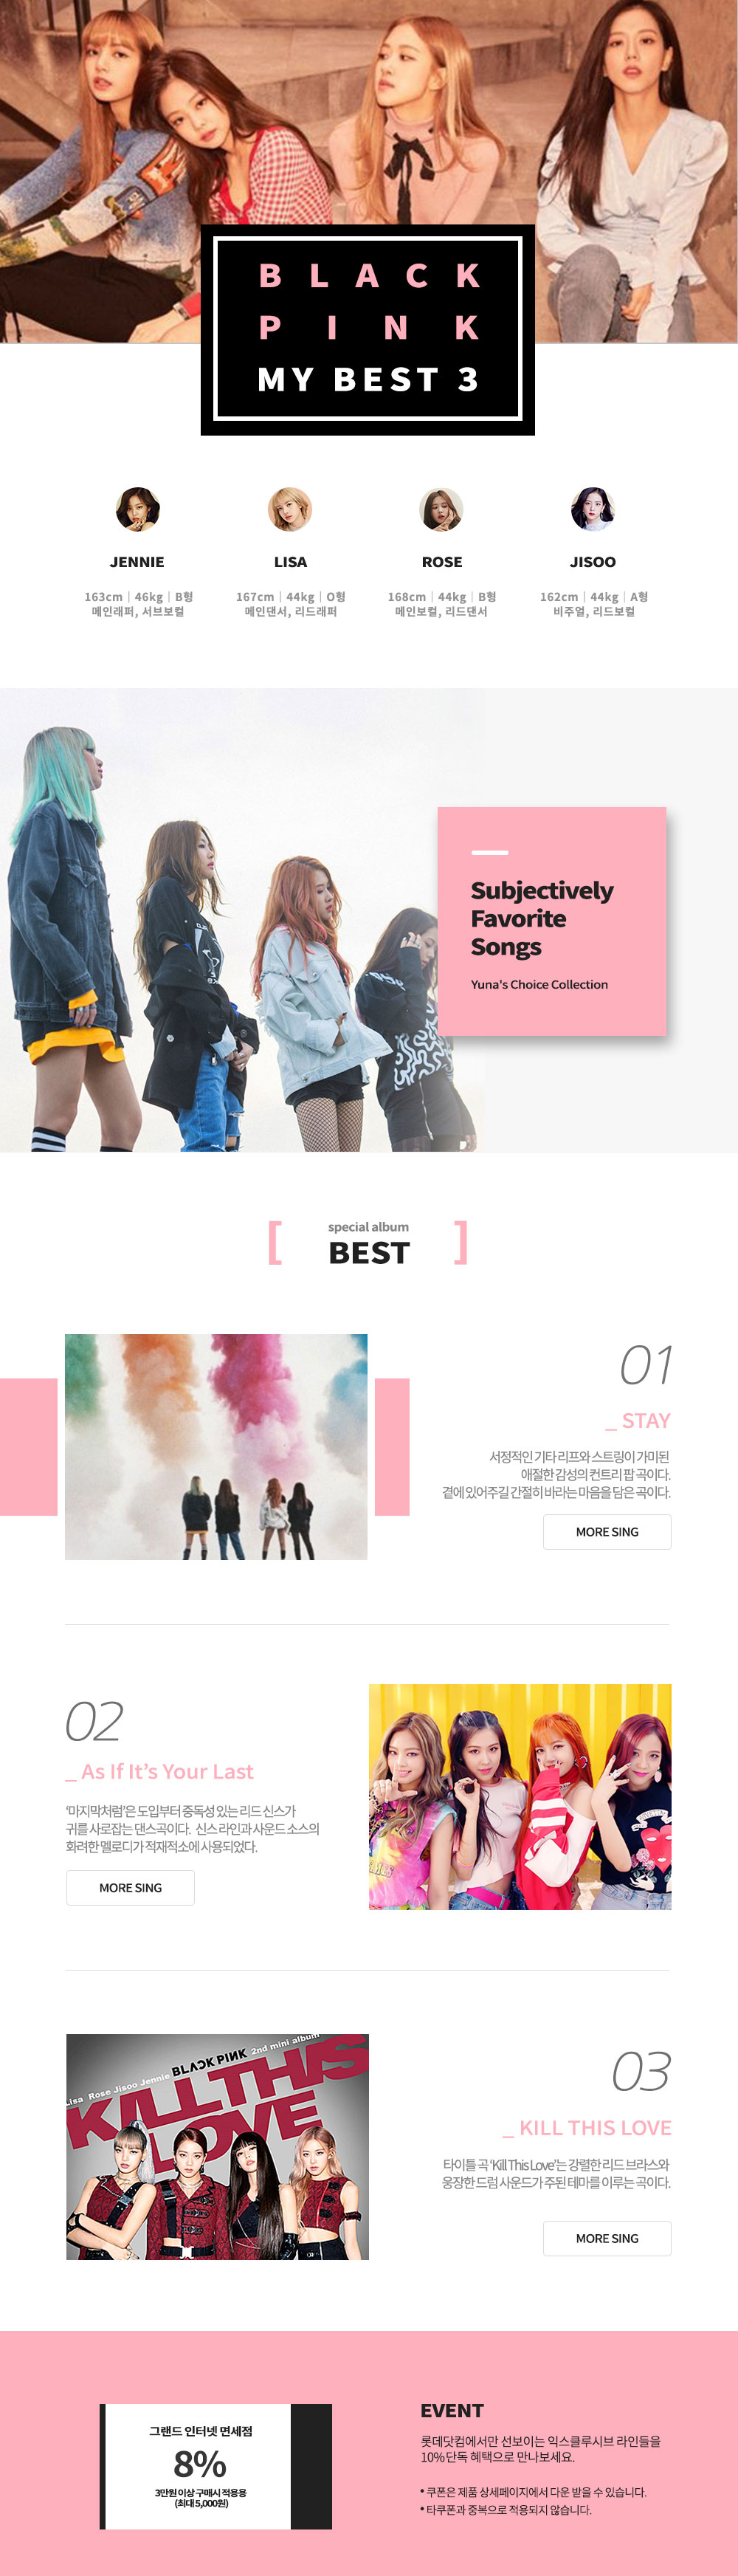 BLACK
PINK
MY BEST 3
JENNIE
163cm | 46kg | B형
메인래퍼, 서브보컬
LISA
167cm | 44kg | O형
메인댄서, 리드래퍼
ROSE
168cm | 44kg | B형
메인보컬, 리드댄서
JISOO
162cm | 44kg | A형
비주얼, 리드보컬
Subjectively
Favorite
Songs
Yuna's Choice Collection
[ special album ]
BEST
01
_ STAY
서정적인 기타 리프와 스트링이 가미된
애절한 감성의 컨트리 팝 곡이다.
곁에 있어주길 간절히 바라는 마음을 담은 곡이다.
MORE SING
02
_ As If It’s Your Last
‘마지막처럼’은 도입부터 중독성 있는 리드 신스가
귀를 사로잡는 댄스곡이다. 신스 라인과 사운드 소스의
화려한 멜로디가 적재적소에 사용되었다.
MORE SING
Lisa Rose Jisoo Jennie BLACKPINK 2nd mini album
KILL THIS
LOVE
03
_ KILL THIS LOVE
타이틀 곡 ‘Kill This Love’는 강렬한 리드 브라스와
웅장한 드럼 사운드가 주된 테마를 이루는 곡이다.
MORE SING
그랜드 인터넷 면세점
8%
3만원 이상 구매시 적용용
(최대 5,000원)
EVENT
롯데닷컴에서만 선보이는 익스클루시브 라인들을
10% 단독 혜택으로 만나보세요.
• 쿠폰은 제품 상세페이지에서 다운 받을 수 있습니다.
• 타쿠폰과 중복으로 적용되지 않습니다.